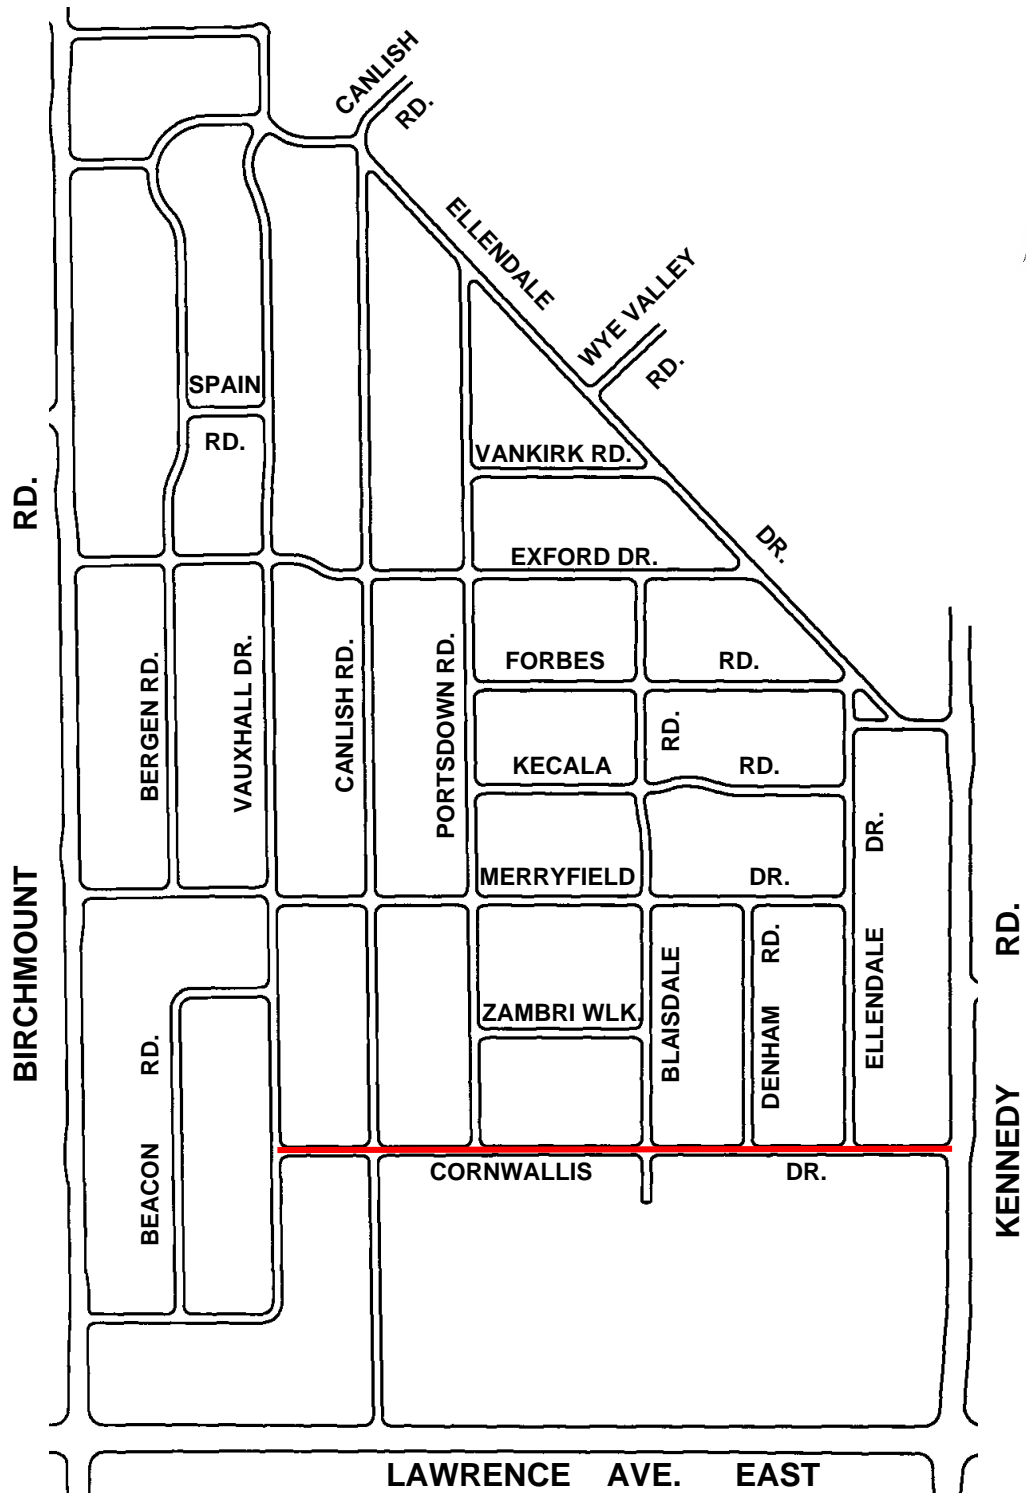 CANLISH
RD.
ELLENDALE
WYE VALLEY
RD.
SPAIN
RD.
VANKIRK RD.
RD.
DR.
EXFORD DR.
BERGEN RD.
VAUXHALL DR.
CANLISH RD.
PORTSDOWN RD.
FORBES RD.
RD.
KECALA RD.
DR.
MERRYFIELD DR.
BIRCHMOUNT
RD.
BLAISDALE
DENHAM RD.
ELLENDALE
ZAMBRI WLK.
BEACON RD.
KENNEDY
CORNWALLIS DR.
LAWRENCE AVE. EAST